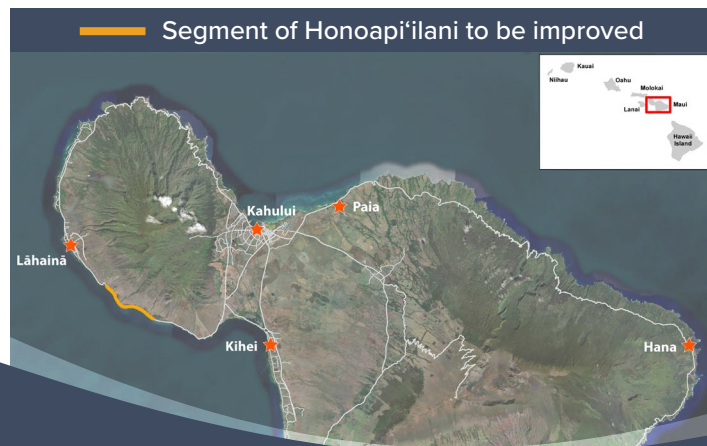 Segment of Honoapiʻilani to be improved
Kauai
Niihau
Oahu
Molokai
Lanai
Maui
Hawaii
Island
Kahului
Paia
Lāhainā
Kihei
Hana